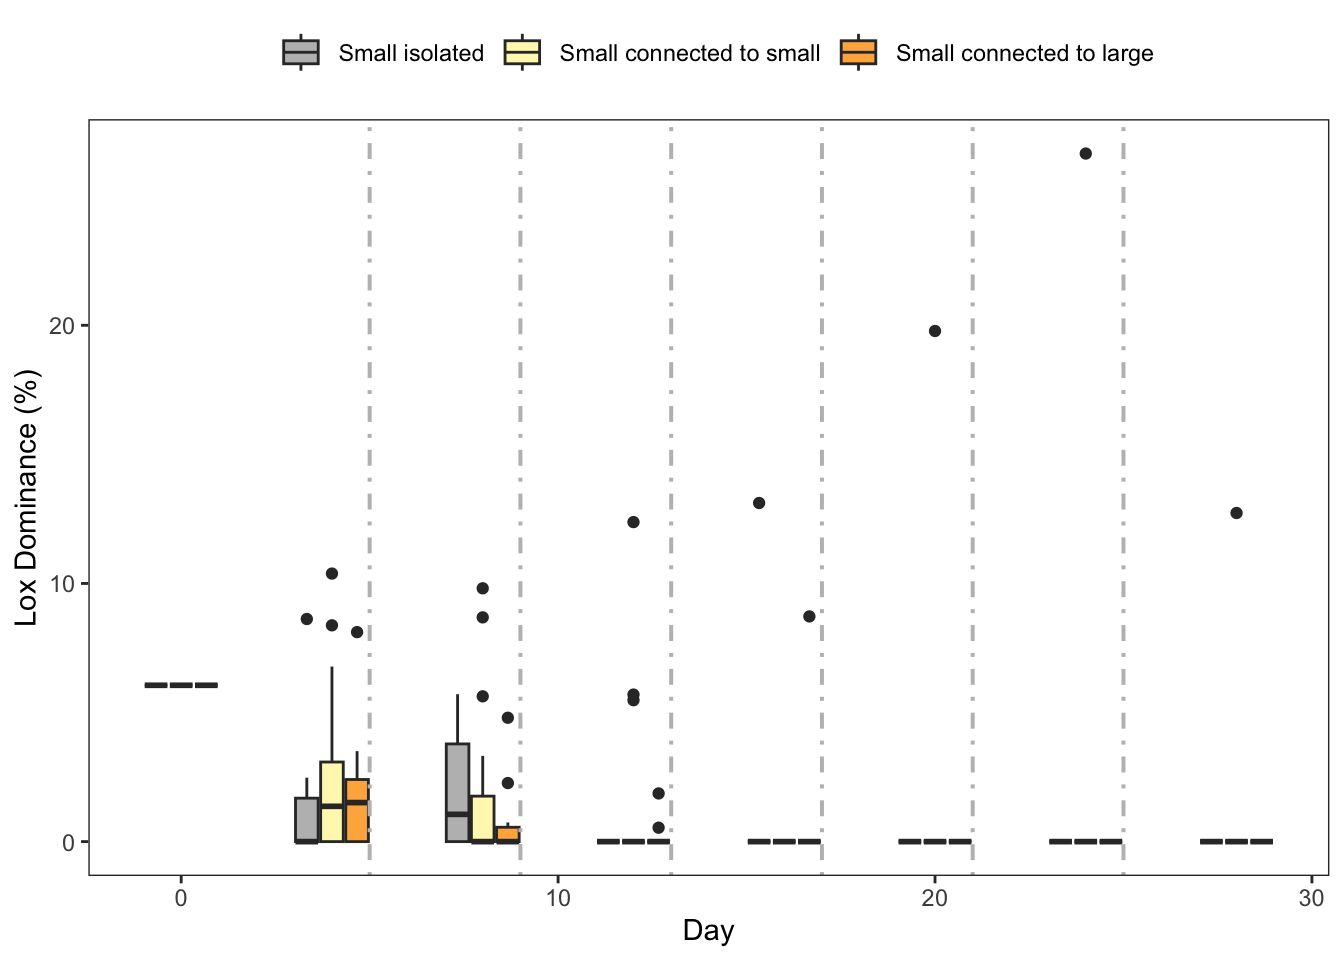 Small isolated Small connected to small Small connected to large
Lox Dominance (%)
20
10
0
0 10 20 30
Day